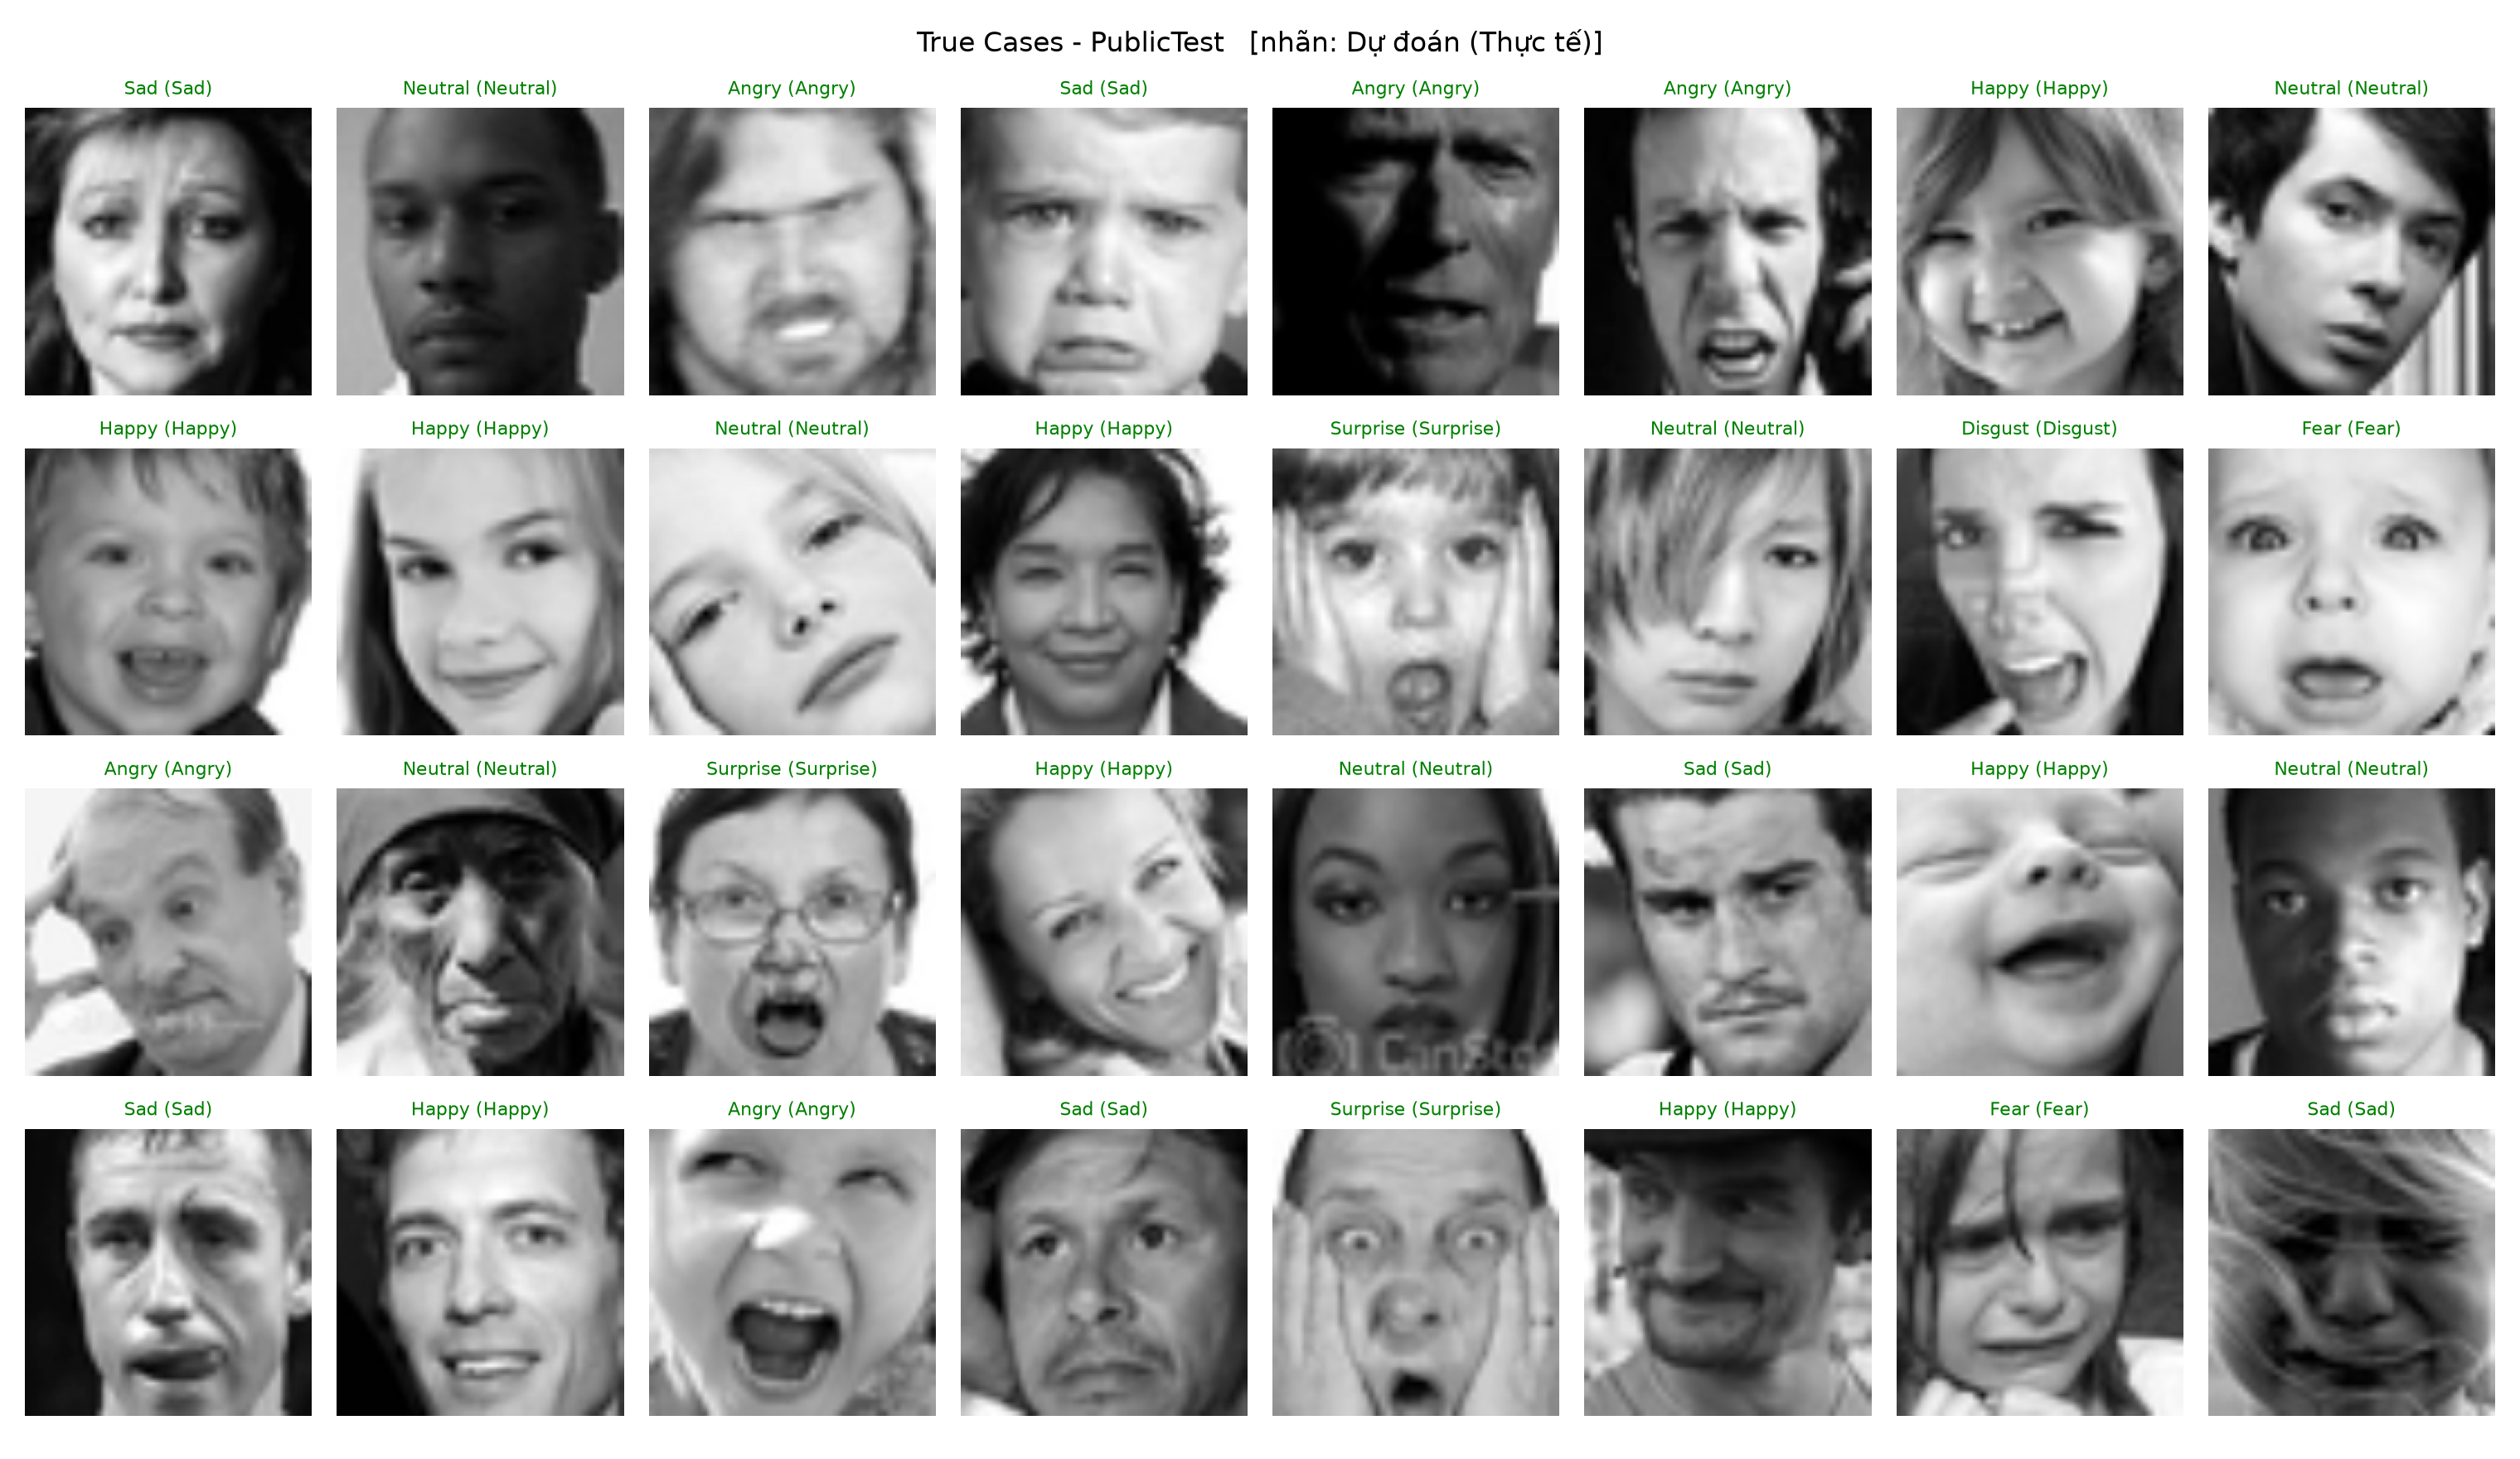 True Cases - PublicTest [nhãn: Dự đoán (Thực tế)]
Sad (Sad) Neutral (Neutral) Angry (Angry) Sad (Sad) Angry (Angry) Angry (Angry) Happy (Happy) Neutral (Neutral)
Happy (Happy) Happy (Happy) Neutral (Neutral) Happy (Happy) Surprise (Surprise) Neutral (Neutral) Disgust (Disgust) Fear (Fear)
Angry (Angry) Neutral (Neutral) Surprise (Surprise) Happy (Happy) Neutral (Neutral) Sad (Sad) Happy (Happy) Neutral (Neutral)
CanSto
Sad (Sad) Happy (Happy) Angry (Angry) Sad (Sad) Surprise (Surprise) Happy (Happy) Fear (Fear) Sad (Sad)